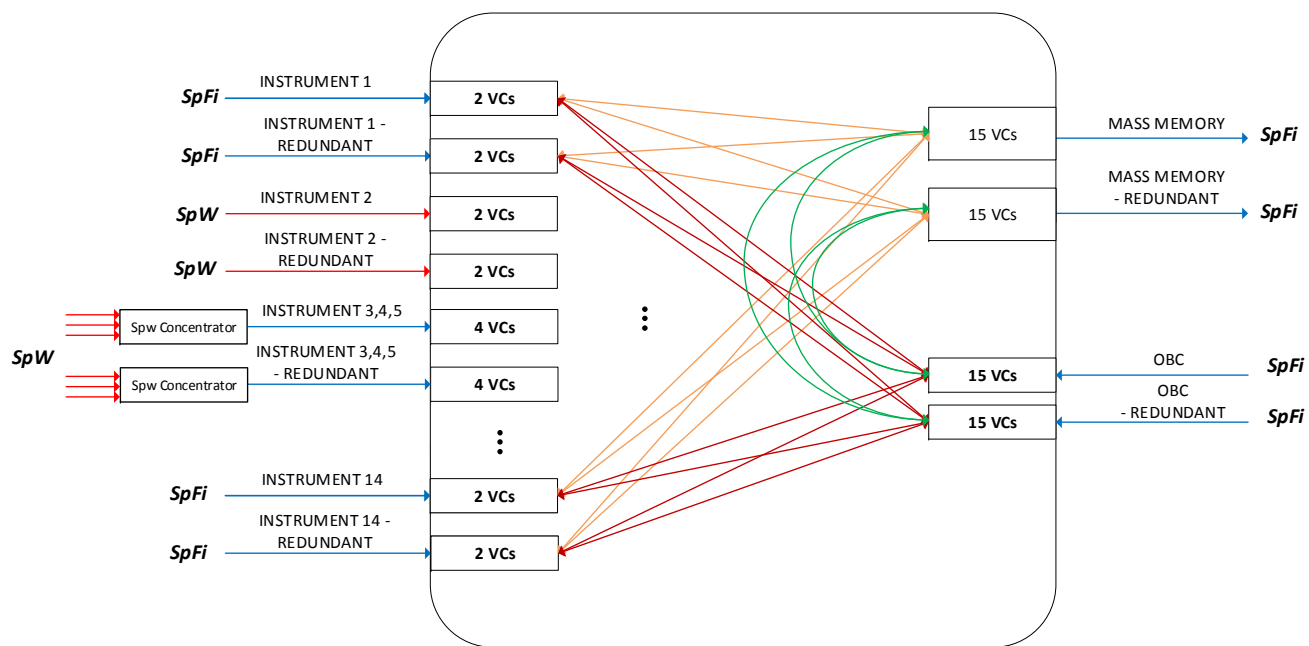 SpFi
INSTRUMENT 1
2 VCs
INSTRUMENT 1 -
REDUNDANT
SpFi
2 VCs
SpW
INSTRUMENT 2
2 VCs
INSTRUMENT 2 -
REDUNDANT
SpW
2 VCs
SpW
Spw Concentrator
INSTRUMENT 3,4,5
4 VCs
INSTRUMENT 3,4,5
- REDUNDANT
Spw Concentrator
4 VCs
SpFi
INSTRUMENT 14
2 VCs
INSTRUMENT 14 -
REDUNDANT
SpFi
2 VCs
15 VCs
MASS MEMORY
SpFi
15 VCs
MASS MEMORY
- REDUNDANT
SpFi
15 VCs
OBC
SpFi
15 VCs
OBC
- REDUNDANT
SpFi